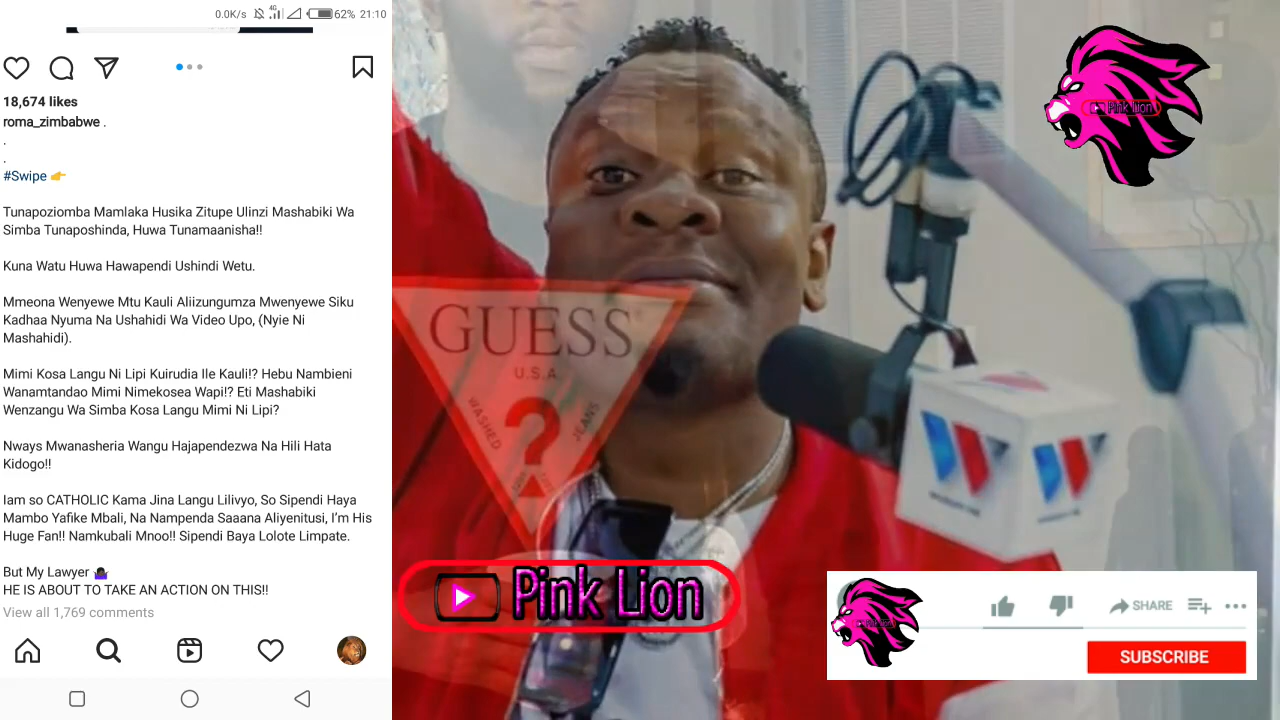 0.0K/s 4G 62% 21:10
18,674 likes
roma_zimbabwe .
.
.
#Swipe 👉
Tunapoziomba Mamlaka Husika Zitupe Ulinzi Mashabiki Wa
Simba Tunaposhinda, Huwa Tunamaanisha!!
Kuna Watu Huwa Hawapendi Ushindi Wetu.
Mmeona Wenyewe Mtu Kauli Aliizungumza Mwenyewe Siku
Kadhaa Nyuma Na Ushahidi Wa Video Upo, (Nyie Ni
Mashahidi).
Mimi Kosa Langu Ni Lipi Kuirudia Ile Kauli!? Hebu Nambieni
Wanamtandao Mimi Nimekosea Wapi!? Eti Mashabiki
Wenzangu Wa Simba Kosa Langu Mimi Ni Lipi?
Nways Mwanasheria Wangu Hajapendezwa Na Hili Hata
Kidogo!!
Iam so CATHOLIC Kama Jina Langu Lilivyo, So Sipendi Haya
Mambo Yafike Mbali, Na Nampenda Saaana Aliyenitusi, I'm His
Huge Fan!! Namkubali Mnoo!! Sipendi Baya Lolote Limpate.
But My Lawyer 🤷🏿‍♀️
HE IS ABOUT TO TAKE AN ACTION ON THIS!!
View all 1,769 comments
Pink lion
GUESS
U.S.A.
WASHED
?
JEANS
W
W
Pink Lion
SHARE
SUBSCRIBE